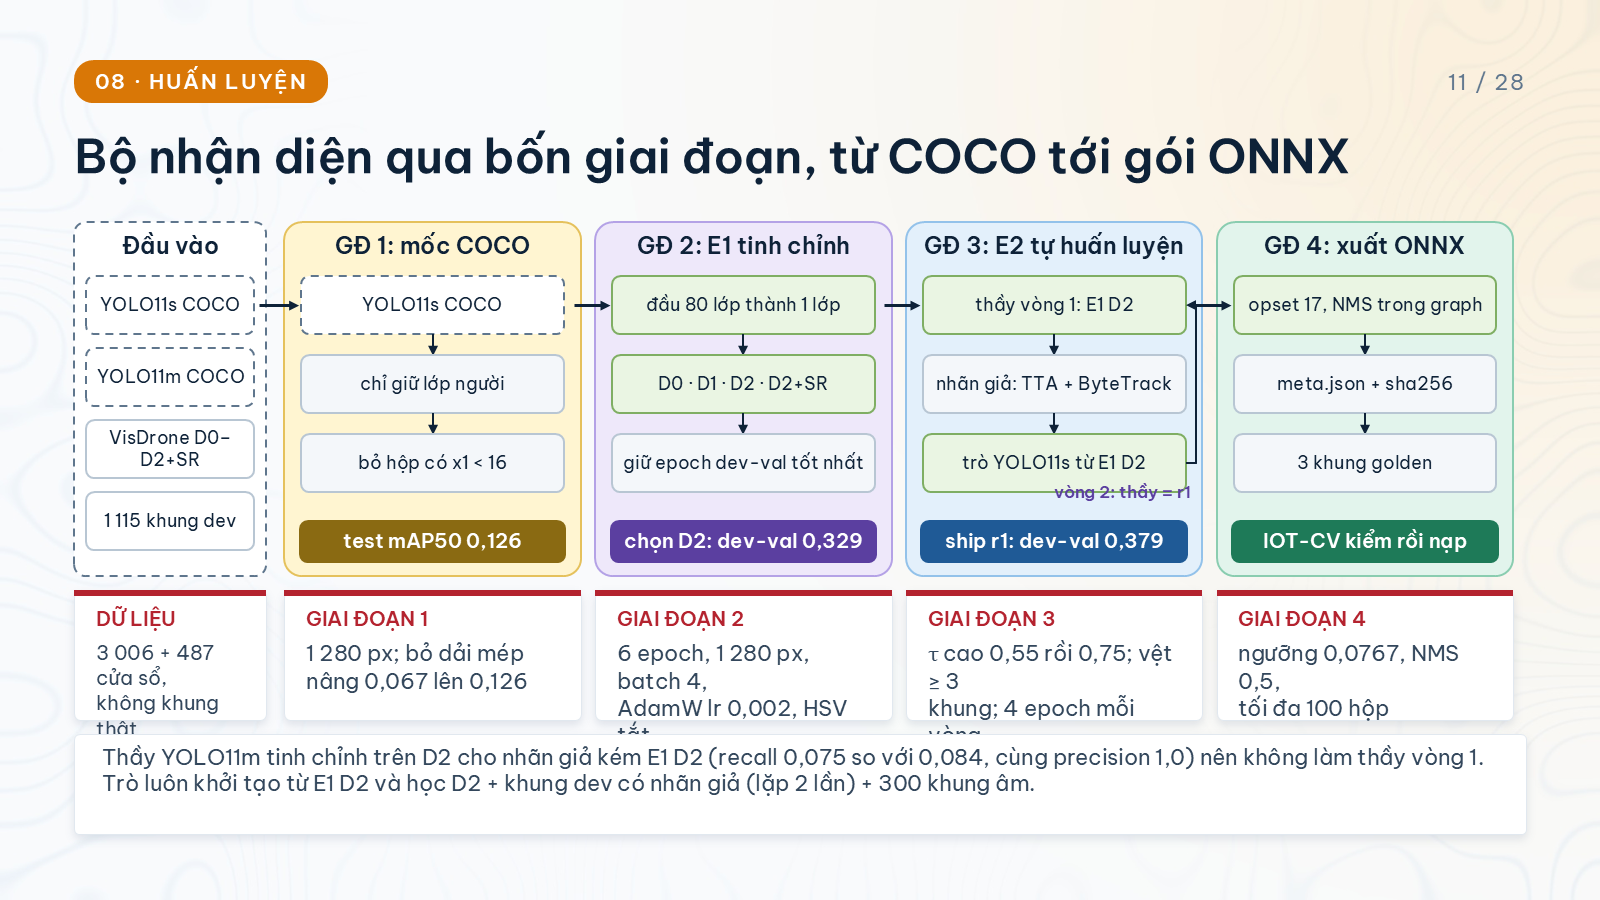 08 · HUẤN LUYỆN
11 / 28
Bộ nhận diện qua bốn giai đoạn, từ COCO tới gói ONNX
Đầu vào
YOLO11s COCO
YOLO11m COCO
VisDrone D0–
D2+SR
1 115 khung dev
GĐ 1: mốc COCO
YOLO11s COCO
chỉ giữ lớp người
bỏ hộp có x1 < 16
test mAP50 0,126
GĐ 2: E1 tinh chỉnh
đầu 80 lớp thành 1 lớp
D0 · D1 · D2 · D2+SR
giữ epoch dev-val tốt nhất
chọn D2: dev-val 0,329
GĐ 3: E2 tự huấn luyện
thầy vòng 1: E1 D2
nhãn giả: TTA + ByteTrack
trò YOLO11s từ E1 D2
vòng 2: thầy = r1
ship r1: dev-val 0,379
GĐ 4: xuất ONNX
opset 17, NMS trong graph
meta.json + sha256
3 khung golden
IOT-CV kiểm rồi nạp
DỮ LIỆU
3 006 + 487
cửa sổ,
không khung
thật
GIAI ĐOẠN 1
1 280 px; bỏ dải mép
nâng 0,067 lên 0,126
GIAI ĐOẠN 2
6 epoch, 1 280 px,
batch 4,
AdamW lr 0,002, HSV
tắt
GIAI ĐOẠN 3
τ cao 0,55 rồi 0,75; vệt
≥ 3
khung; 4 epoch mỗi
vòng
GIAI ĐOẠN 4
ngưỡng 0,0767, NMS
0,5,
tối đa 100 hộp
Thầy YOLO11m tinh chỉnh trên D2 cho nhãn giả kém E1 D2 (recall 0,075 so với 0,084, cùng precision 1,0) nên không làm thầy vòng 1.
Trò luôn khởi tạo từ E1 D2 và học D2 + khung dev có nhãn giả (lặp 2 lần) + 300 khung âm.